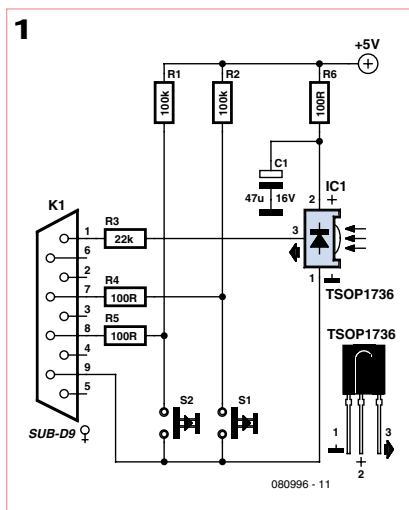 1
+5V
R1
R2
R6
100k
100k
100R
C1
IC1
47u
16V
2
+
K1
1
R3
22k
3
6
2
R4
7
100R
1
TSOP1736
3
R5
8
100R
4
TSOP1736
9
5
S2
S1
SUB-D9
1
+
2
3
080996 - 11